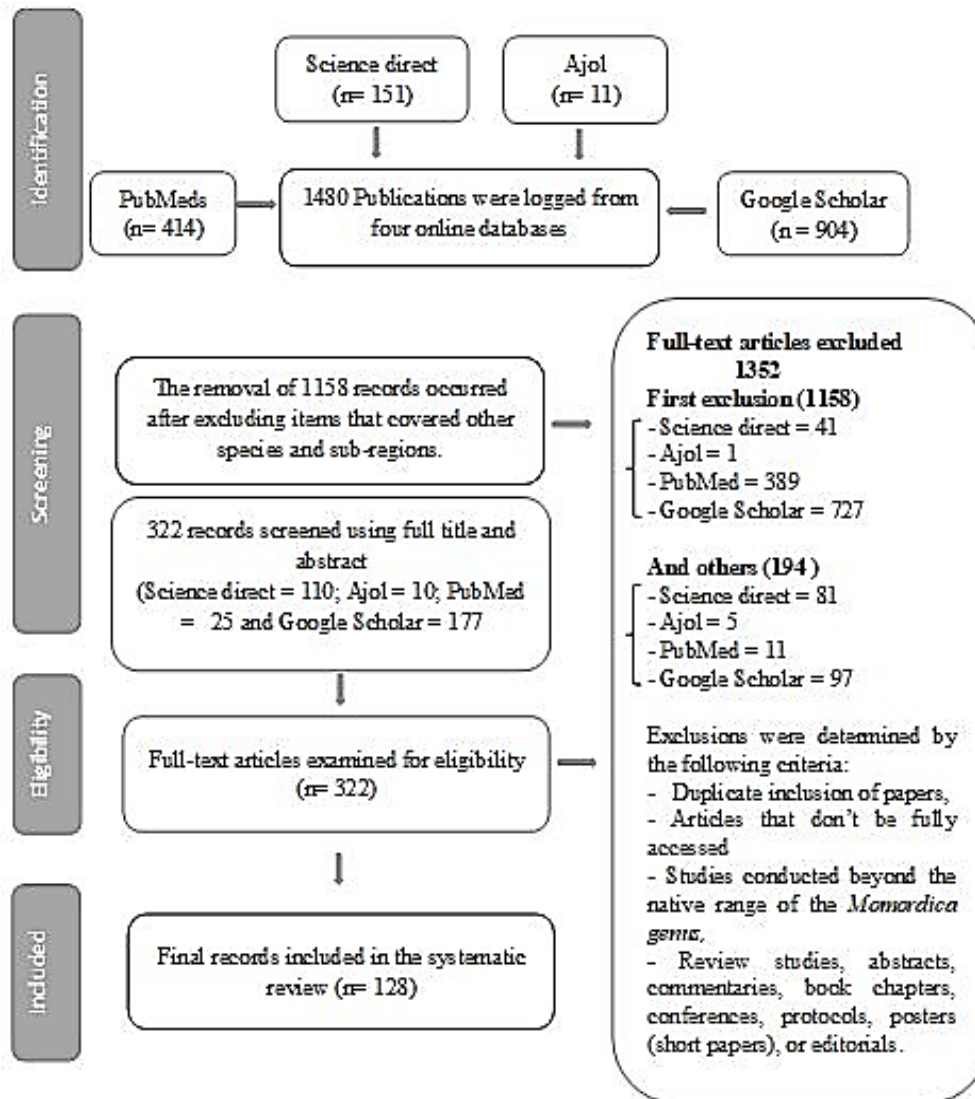 Identification
Science direct
(n= 151)
Ajol
(n= 11)
PubMeds
(n= 414)
1480 Publications were logged from
four online databases
Google Scholar
(n = 904)
Screening
The removal of 1158 records occurred
after excluding items that covered other
species and sub-regions.
322 records screened using full title and
abstract
(Science direct = 110; Ajol = 10; PubMed
= 25 and Google Scholar = 177
Full-text articles excluded
1352
First exclusion (1158)
- Science direct = 41
- Ajol = 1
- PubMed = 389
- Google Scholar = 727
And others (194 )
- Science direct = 81
- Ajol = 5
- PubMed = 11
- Google Scholar = 97
Exclusions were determined by
the following criteria:
- Duplicate inclusion of papers,
- Articles that don't be fully
accessed
- Studies conducted beyond the
native range of the Momordica
genus,
- Review studies, abstracts,
commentaries, book chapters,
conferences, protocols, posters
(short papers), or editorials.
Eligibility
Full-text articles examined for eligibility
(n= 322)
Included
Final records included in the systematic
review (n= 128)